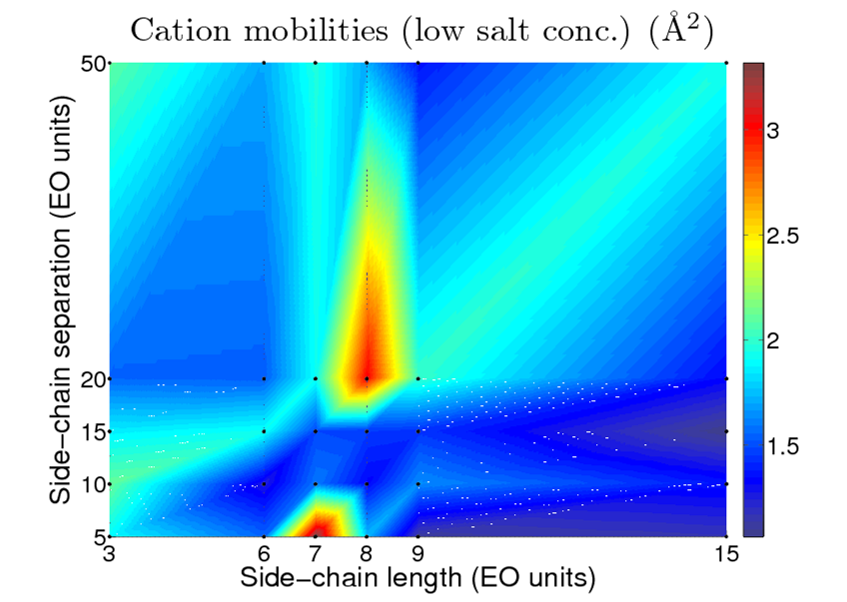 Cation mobilities (low salt conc.) (Å²)
Side−chain separation (EO units)
50
20
15
10
5
3 6 7 8 9 15
Side−chain length (EO units)
3
2.5
2
1.5